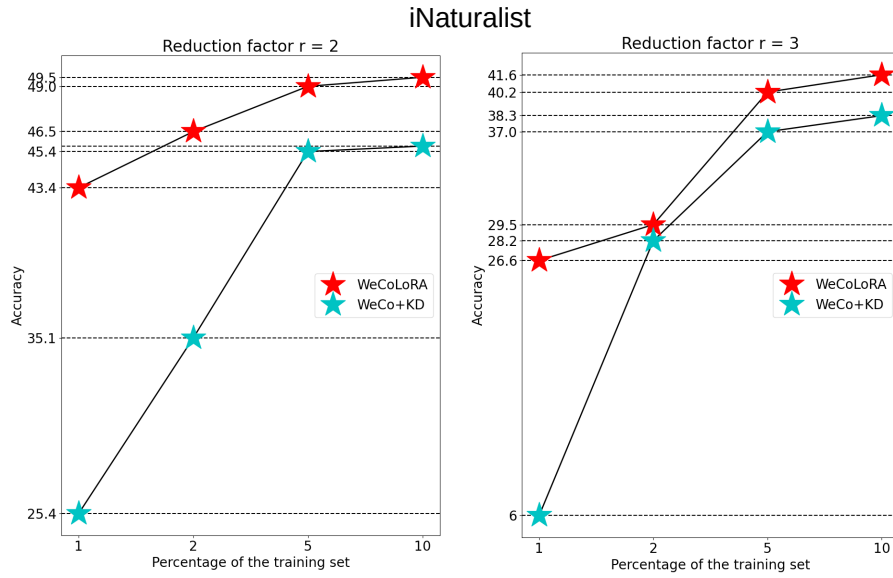 iNaturalist
Reduction factor r = 2
49.5
49.0
46.5
45.4
43.4
35.1
25.4
Accuracy
WeCoLoRA
WeCo+KD
1 2 5 10
Percentage of the training set
Reduction factor r = 3
41.6
40.2
38.3
37.0
29.5
28.2
26.6
6
Accuracy
WeCoLoRA
WeCo+KD
1 2 5 10
Percentage of the training set